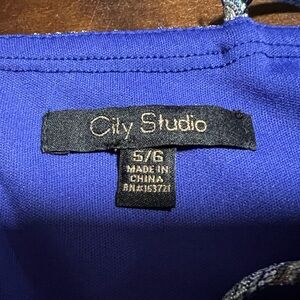 City Studio
5/6
MADE IN
CHINA
RN#163721